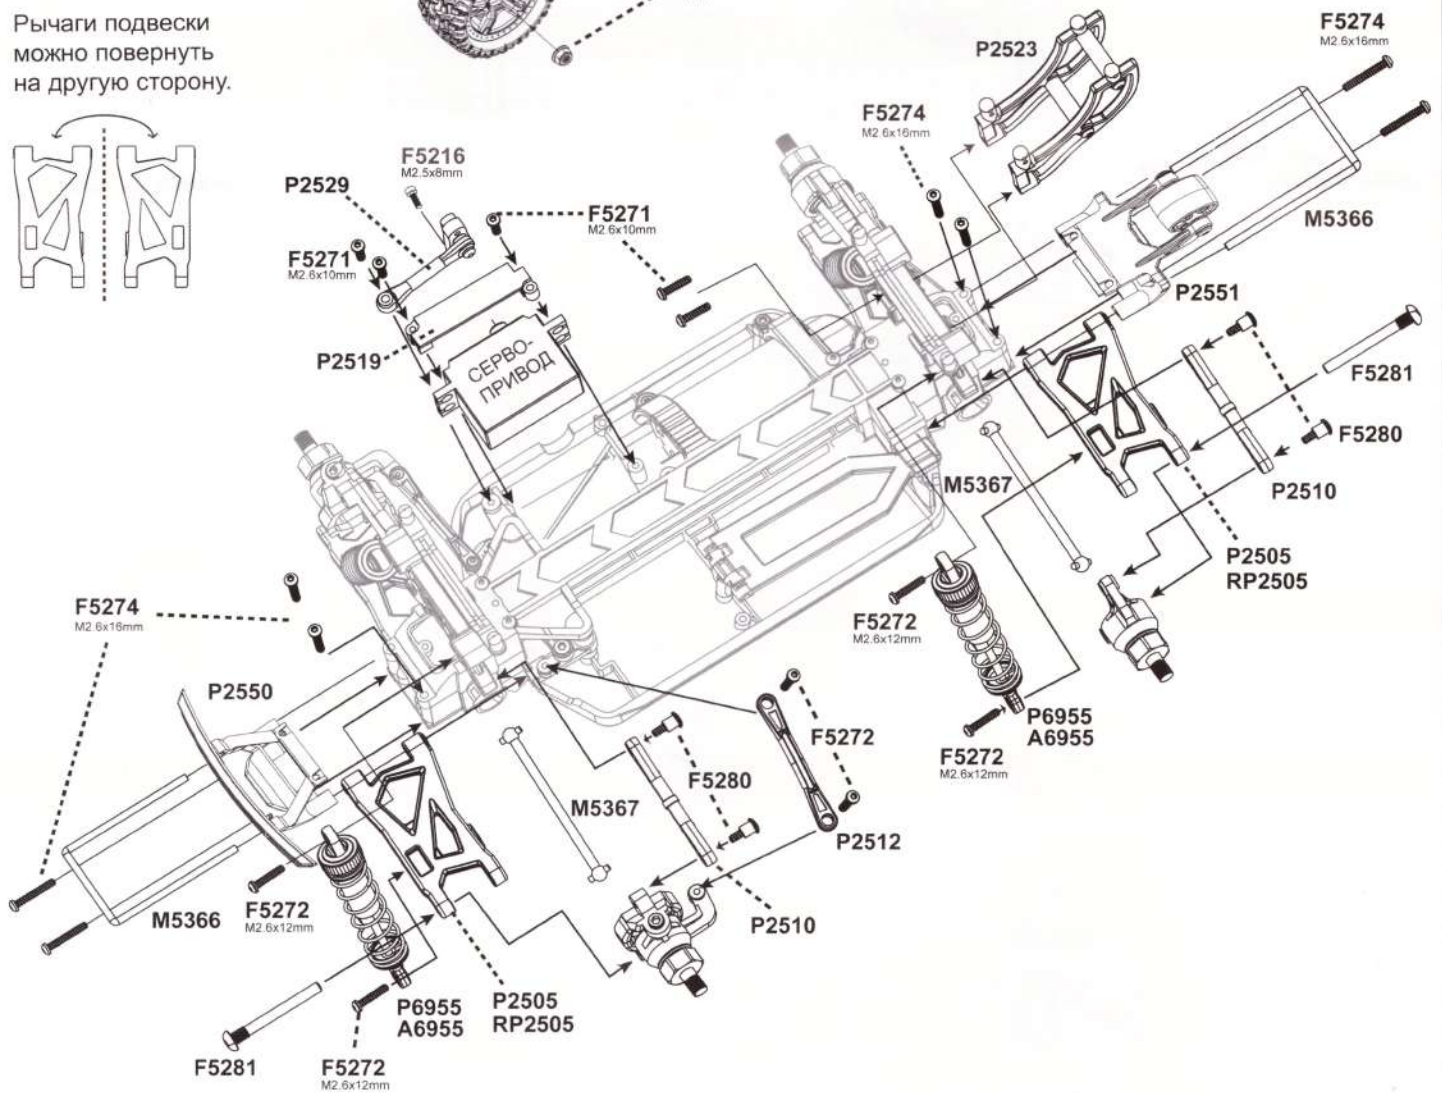 Рычаги подвески
можно повернуть
на другую сторону.
P2523
F5274
M2.6x16mm
F5274
M2.6x16mm
F5216
M2.5x8mm
P2529
F5271
M2.6x10mm
F5271
M2.6x10mm
M5366
P2551
P2519
СЕРВО-
ПРИВОД
F5281
F5280
M5367
P2510
P2505
RP2505
F5274
M2.6x16mm
F5272
M2.6x12mm
P2550
P6955
A6955
F5272
F5272
M2.6x12mm
F5280
M5367
P2512
M5366
F5272
M2.6x12mm
P2510
P6955
A6955
P2505
RP2505
F5281
F5272
M2.6x12mm